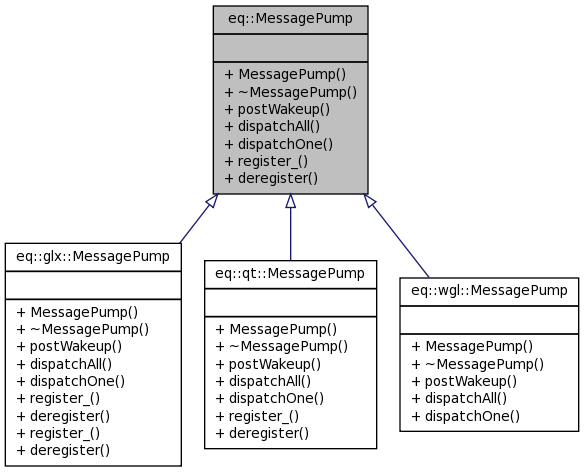 eq::MessagePump
+ MessagePump()
+ ~MessagePump()
+ postWakeup()
+ dispatchAll()
+ dispatchOne()
+ register_()
+ deregister()
eq::glx::MessagePump
+ MessagePump()
+ ~MessagePump()
+ postWakeup()
+ dispatchAll()
+ dispatchOne()
+ register_()
+ deregister()
+ register_()
+ deregister()
eq::qt::MessagePump
+ MessagePump()
+ ~MessagePump()
+ postWakeup()
+ dispatchAll()
+ dispatchOne()
+ register_()
+ deregister()
eq::wgl::MessagePump
+ MessagePump()
+ ~MessagePump()
+ postWakeup()
+ dispatchAll()
+ dispatchOne()